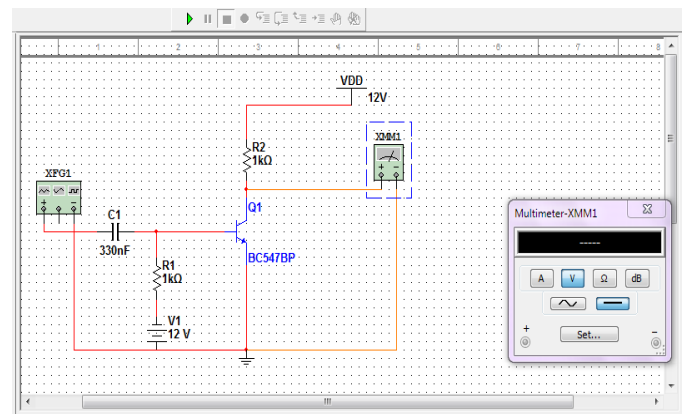 1 2 3 4 5 6 7 8
VDD
12V
R2
1kΩ
XMM1
+ -
XFG1
+ -
C1
330nF
Q1
BC547BP
R1
1kΩ
V1
12 V
Multimeter-XMM1
-----
A V Ω dB
+ Set... -